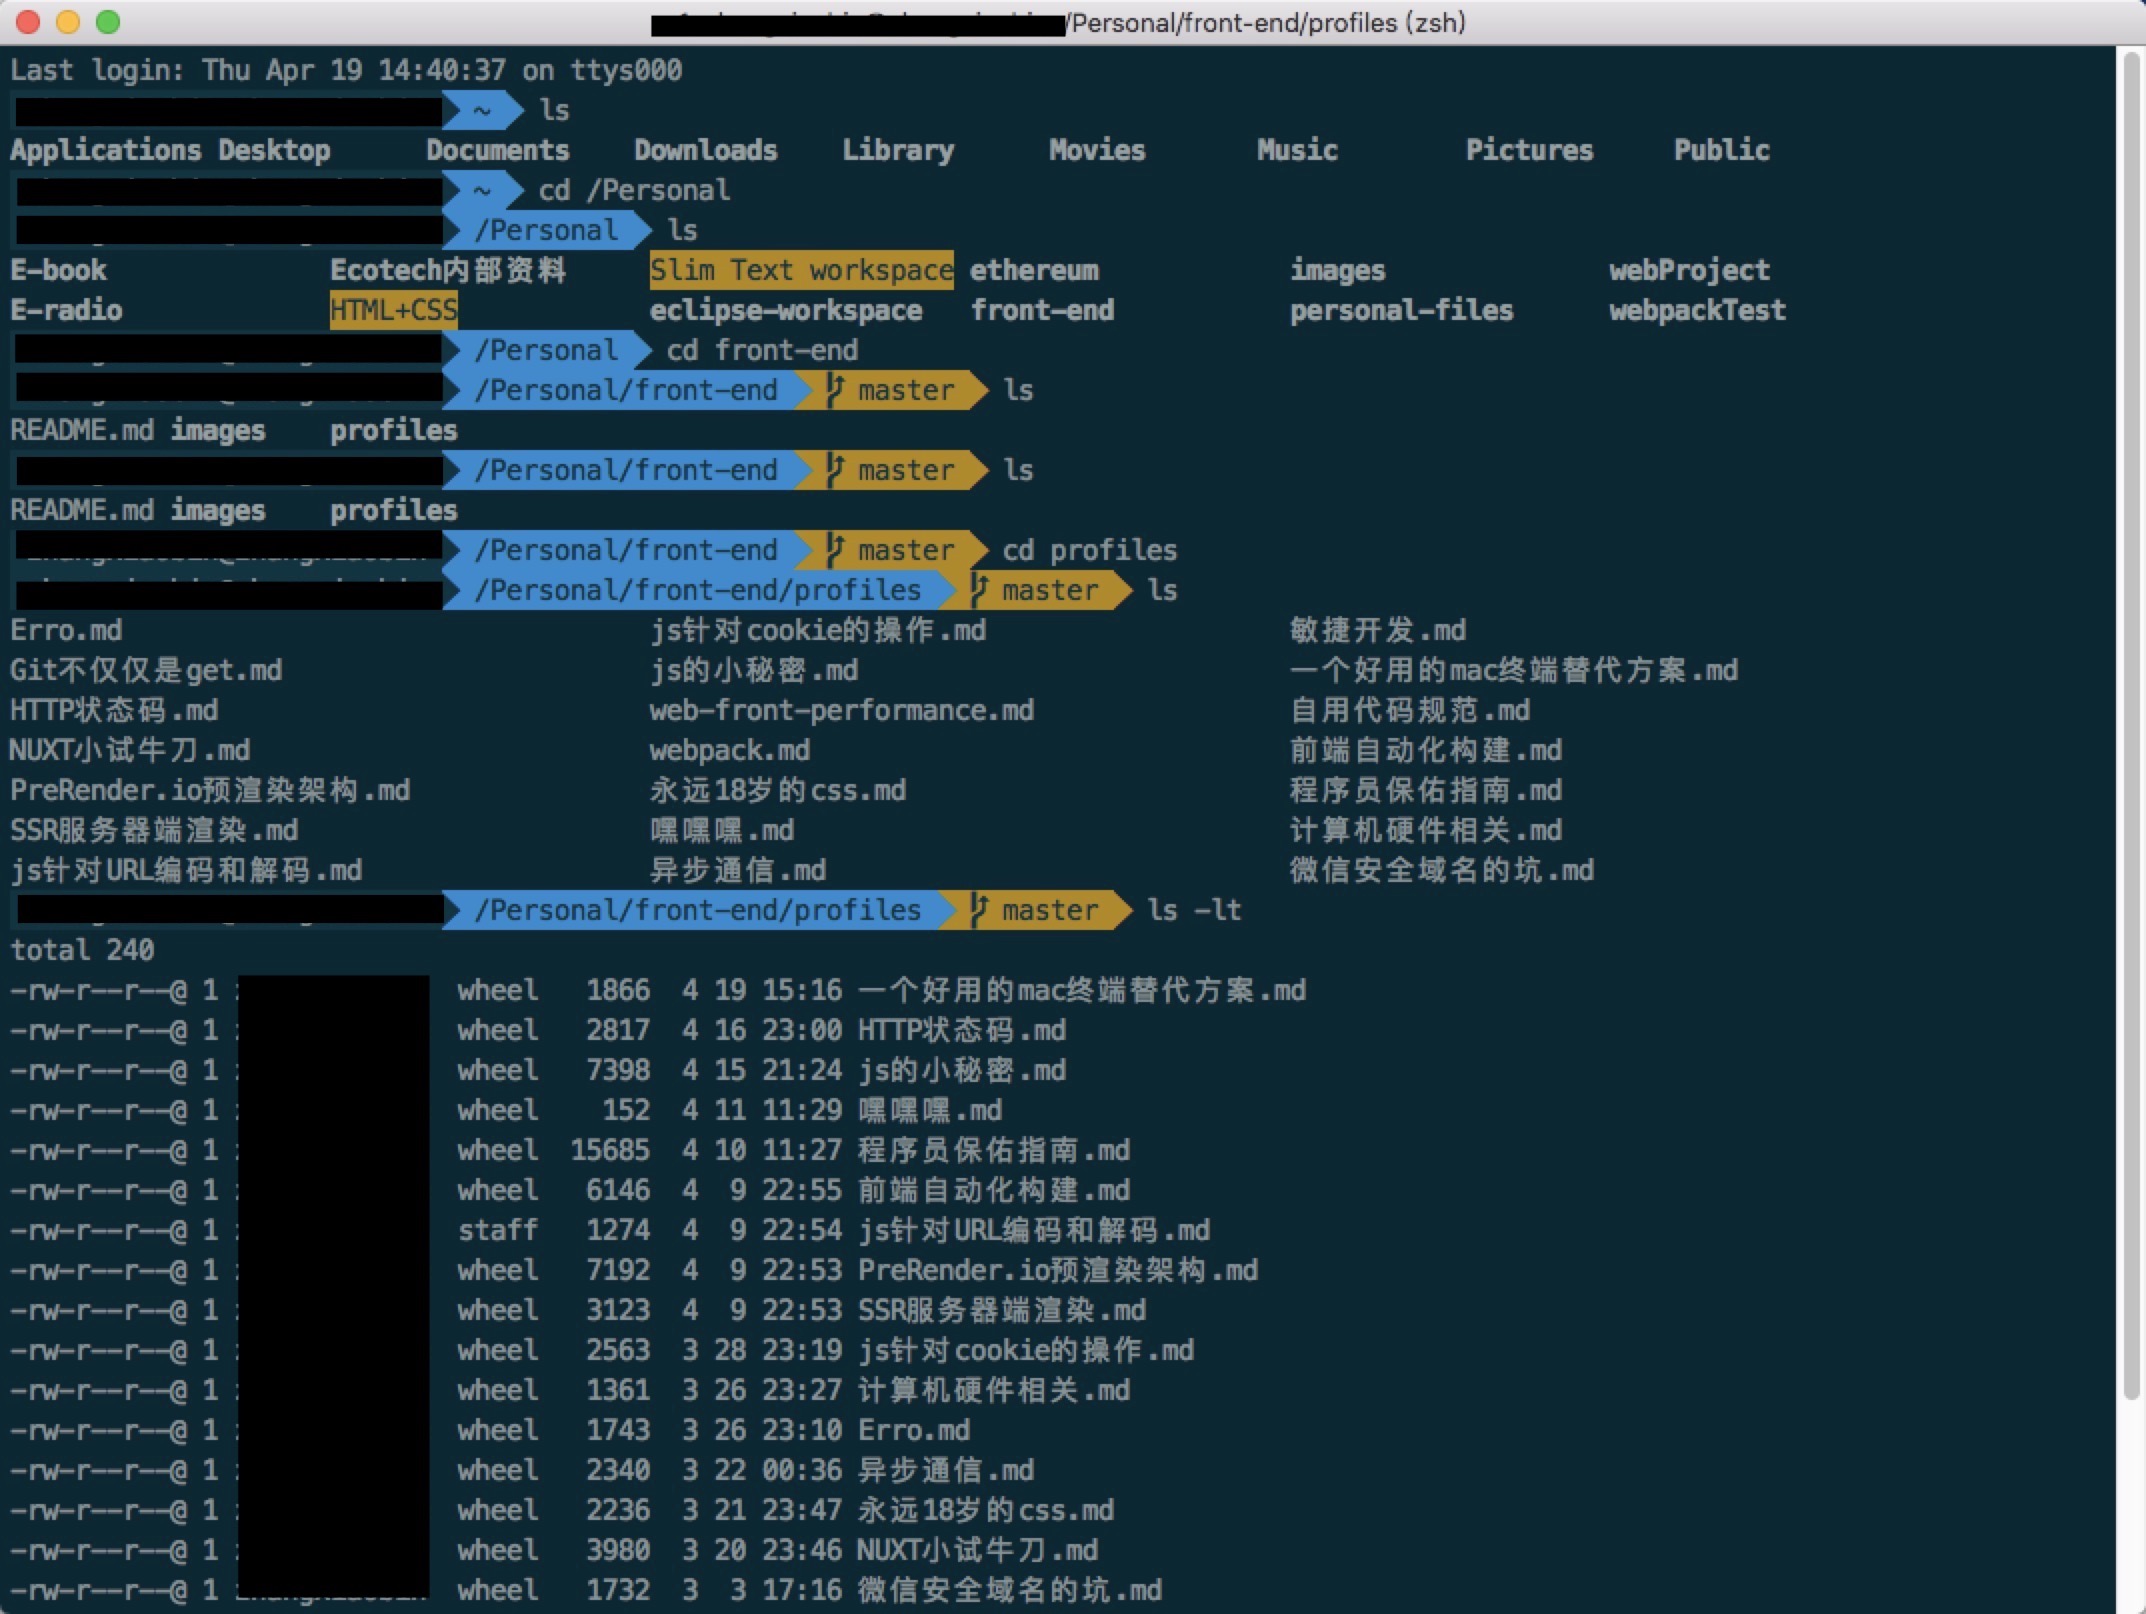 /Personal/front-end/profiles (zsh)
Last login: Thu Apr 19 14:40:37 on ttys000
~ ls
Applications Desktop Documents Downloads Library Movies Music Pictures Public
~ cd /Personal
/Personal ls
E-book Ecotech内部资料 Slim Text workspace ethereum images webProject
E-radio HTML+CSS eclipse-workspace front-end personal-files webpackTest
/Personal cd front-end
/Personal/front-end master ls
README.md images profiles
/Personal/front-end master ls
README.md images profiles
/Personal/front-end master cd profiles
/Personal/front-end/profiles master ls
Erro.md js针对cookie的操作.md 敏捷开发.md
Git不仅仅是get.md js的小秘密.md 一个好用的mac终端替代方案.md
HTTP状态码.md web-front-performance.md 自用代码规范.md
NUXT小试牛刀.md webpack.md 前端自动化构建.md
PreRender.io预渲染架构.md 永远18岁的css.md 程序员保佑指南.md
SSR服务器端渲染.md 嘿嘿嘿.md 计算机硬件相关.md
js针对URL编码和解码.md 异步通信.md 微信安全域名的坑.md
/Personal/front-end/profiles master ls -lt
total 240
-rw-r--r--@ 1 wheel 1866 4 19 15:16 一个好用的mac终端替代方案.md
-rw-r--r--@ 1 wheel 2817 4 16 23:00 HTTP状态码.md
-rw-r--r--@ 1 wheel 7398 4 15 21:24 js的小秘密.md
-rw-r--r--@ 1 wheel 152 4 11 11:29 嘿嘿嘿.md
-rw-r--r--@ 1 wheel 15685 4 10 11:27 程序员保佑指南.md
-rw-r--r--@ 1 wheel 6146 4 9 22:55 前端自动化构建.md
-rw-r--r--@ 1 staff 1274 4 9 22:54 js针对URL编码和解码.md
-rw-r--r--@ 1 wheel 7192 4 9 22:53 PreRender.io预渲染架构.md
-rw-r--r--@ 1 wheel 3123 4 9 22:53 SSR服务器端渲染.md
-rw-r--r--@ 1 wheel 2563 3 28 23:19 js针对cookie的操作.md
-rw-r--r--@ 1 wheel 1361 3 26 23:27 计算机硬件相关.md
-rw-r--r--@ 1 wheel 1743 3 26 23:10 Erro.md
-rw-r--r--@ 1 wheel 2340 3 22 00:36 异步通信.md
-rw-r--r--@ 1 wheel 2236 3 21 23:47 永远18岁的css.md
-rw-r--r--@ 1 wheel 3980 3 20 23:46 NUXT小试牛刀.md
-rw-r--r--@ 1 wheel 1732 3 3 17:16 微信安全域名的坑.md